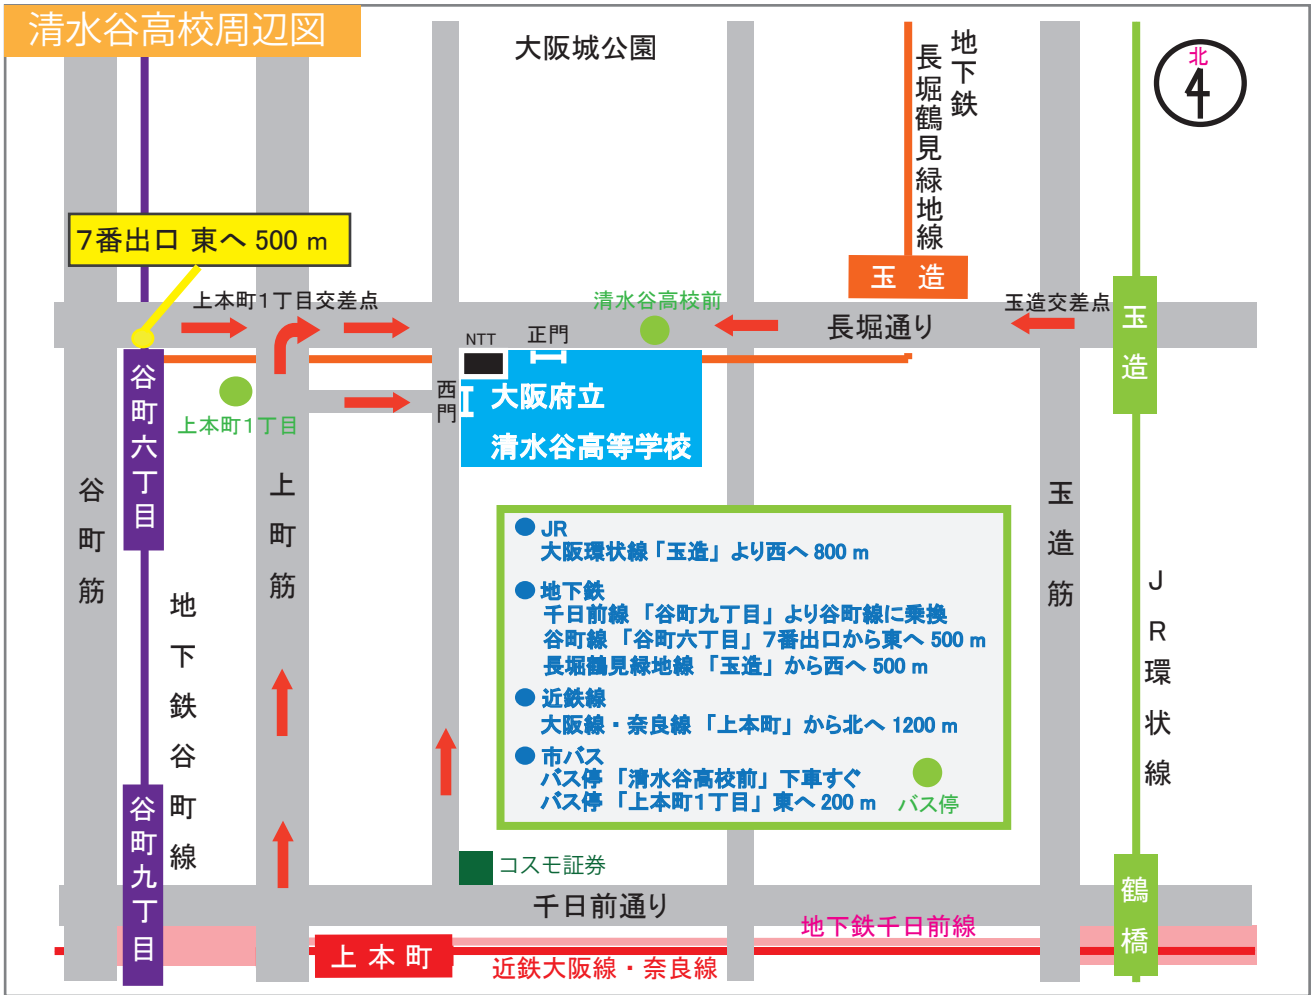 清水谷高校周辺図
大阪城公園
地下鉄
長堀鶴見緑地線
北
7番出口 東へ 500 m
上本町1丁目交差点
清水谷高校前
玉造
玉造交差点
長堀通り
玉造
NTT
正門
西門
大阪府立
清水谷高等学校
谷町六丁目
上本町1丁目
谷町筋
上町筋
玉造筋
地下鉄谷町線
JR環状線
● JR
大阪環状線「玉造」より西へ 800 m
● 地下鉄
千日前線 「谷町九丁目」より谷町線に乗換
谷町線 「谷町六丁目」7番出口から東へ 500 m
長堀鶴見緑地線 「玉造」から西へ 500 m
● 近鉄線
大阪線・奈良線 「上本町」から北へ 1200 m
● 市バス
バス停 「清水谷高校前」下車すぐ
バス停 「上本町1丁目」東へ 200 m
バス停
谷町九丁目
コスモ証券
千日前通り
鶴橋
地下鉄千日前線
上本町
近鉄大阪線・奈良線